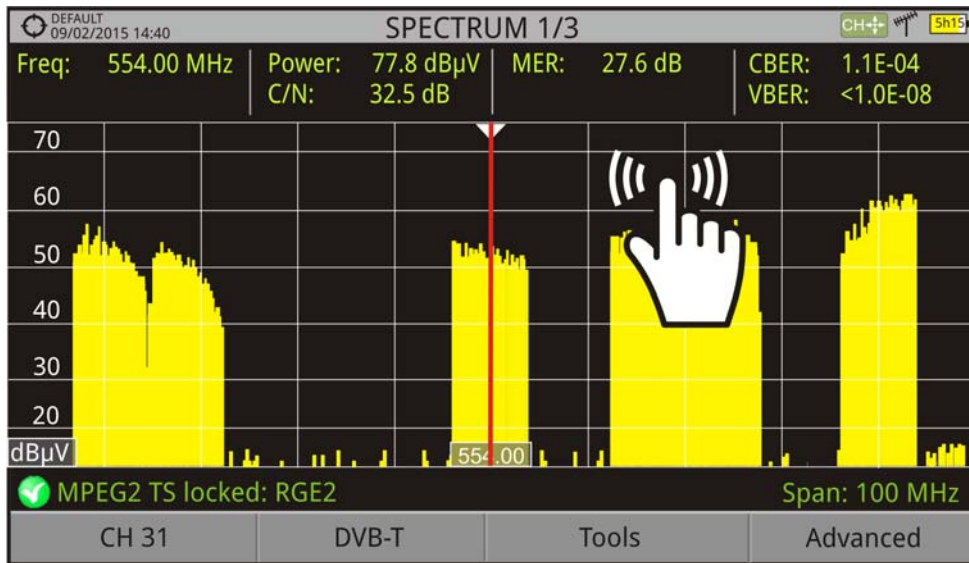 DEFAULT
09/02/2015 14:40
SPECTRUM 1/3
CH
5h15
Freq: 554.00 MHz
Power: 77.8 dBµV
C/N: 32.5 dB
MER: 27.6 dB
CBER: 1.1E-04
VBER: <1.0E-08
70
60
50
40
30
20
dBµV
554.00
MPEG2 TS locked: RGE2
Span: 100 MHz
CH 31
DVB-T
Tools
Advanced